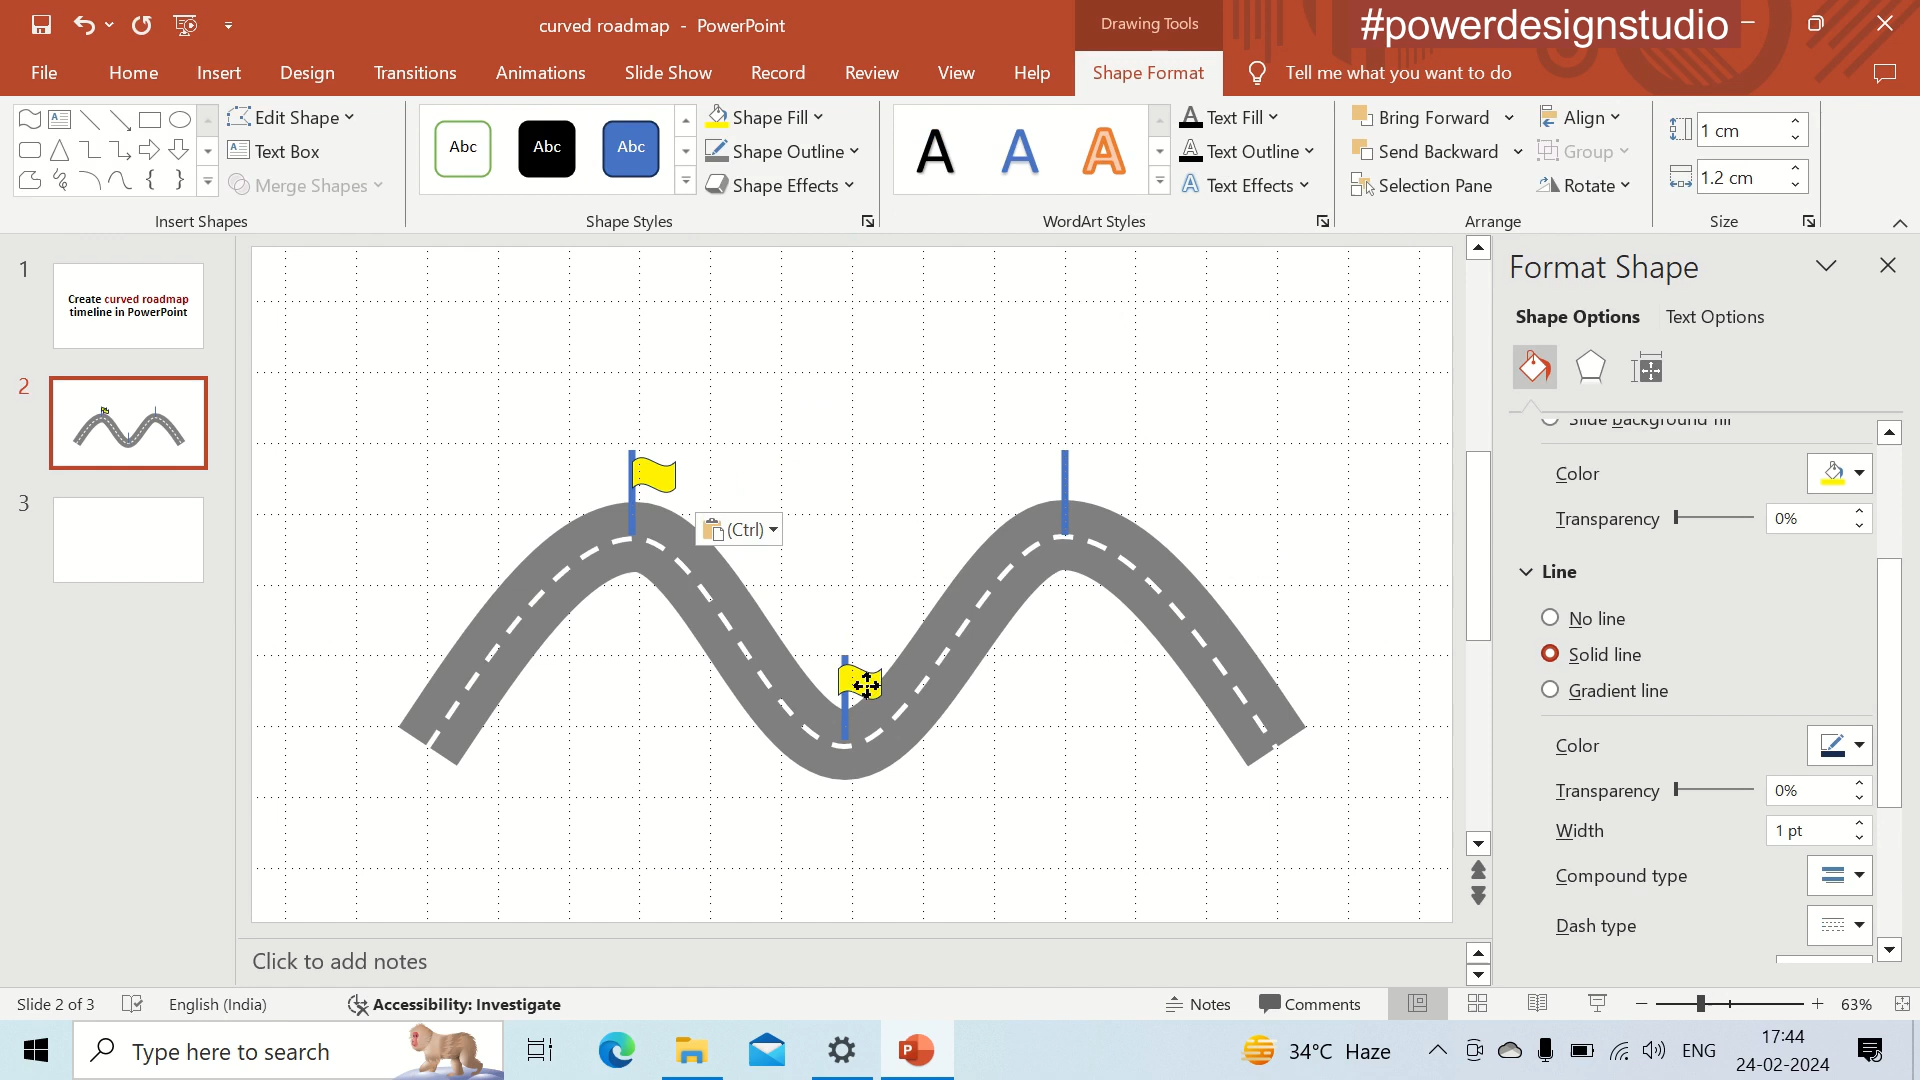 curved roadmap - PowerPoint
Drawing Tools
#powerdesignstudio
File Home Insert Design Transitions Animations Slide Show Record Review View Help Shape Format Tell me what you want to do
Edit Shape
Text Box
Merge Shapes
Insert Shapes
Abc Abc Abc
Shape Fill
Shape Outline
Shape Effects
Shape Styles
A A A
Text Fill
Text Outline
Text Effects
WordArt Styles
Bring Forward
Send Backward
Selection Pane
Align
Group
Rotate
Arrange
1 cm
1.2 cm
Size
1
Create curved roadmap
timeline in PowerPoint
2
3
(Ctrl)
Format Shape
Shape Options Text Options
Slide background fill
Color
Transparency 0%
Line
No line
Solid line
Gradient line
Color
Transparency 0%
Width 1 pt
Compound type
Dash type
Click to add notes
Slide 2 of 3 English (India) Accessibility: Investigate Notes Comments 63%
Type here to search
34°C Haze
ENG
17:44
24-02-2024